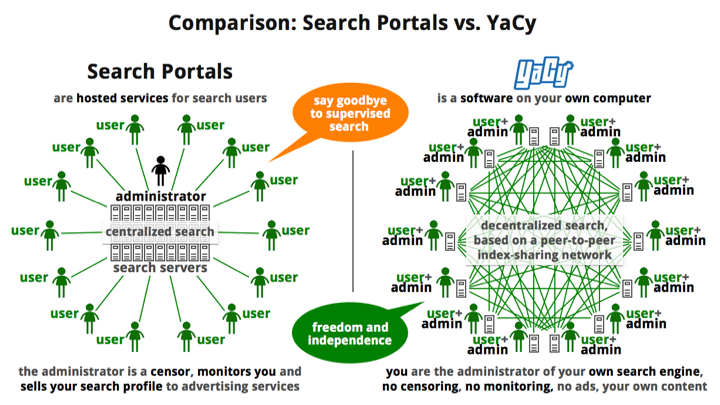 Comparison: Search Portals vs. YaCy
Search Portals
are hosted services for search users
user
user
user
user
user
user
administrator
user
centralized search
user
search servers
user
user
user
user
user
user
the administrator is a censor, monitors you and
sells your search profile to advertising services
say goodbye
to supervised
search
freedom and
independence
YaCy
is a software on your own computer
user+
admin
user+
admin
user+
admin
user+
admin
user+
admin
user+
admin
user+
admin
decentralized search,
based on a peer-to-peer
index-sharing network
user+
admin
user+
admin
user+
admin
user+
admin
user+
admin
user+
admin
user+
admin
you are the administrator of your own search engine,
no censoring, no monitoring, no ads, your own content